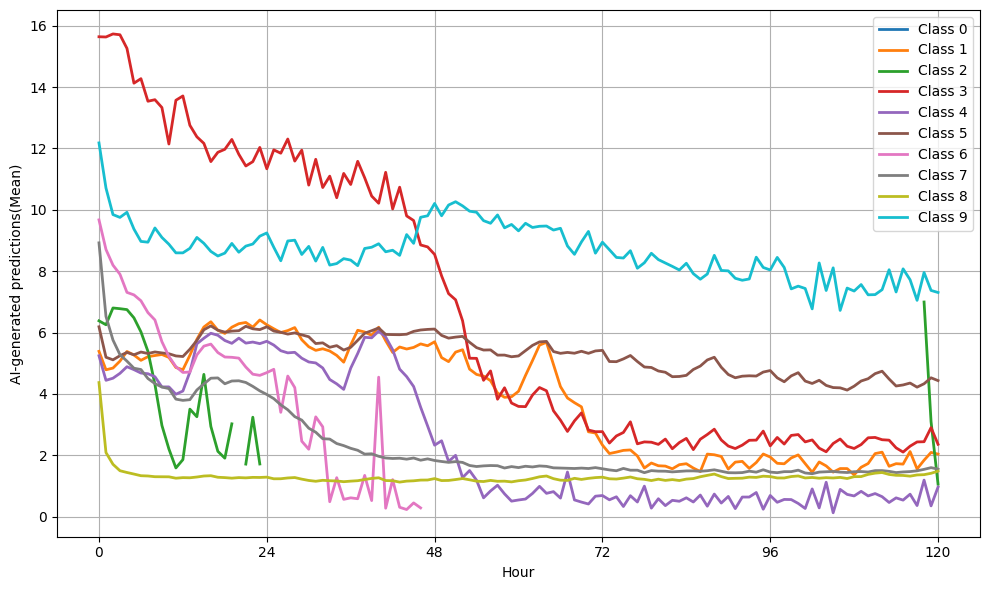 16
14
12
10
8
6
4
2
0
AI-generated predictions(Mean)
0 24 48 72 96 120
Hour
Class 0
Class 1
Class 2
Class 3
Class 4
Class 5
Class 6
Class 7
Class 8
Class 9